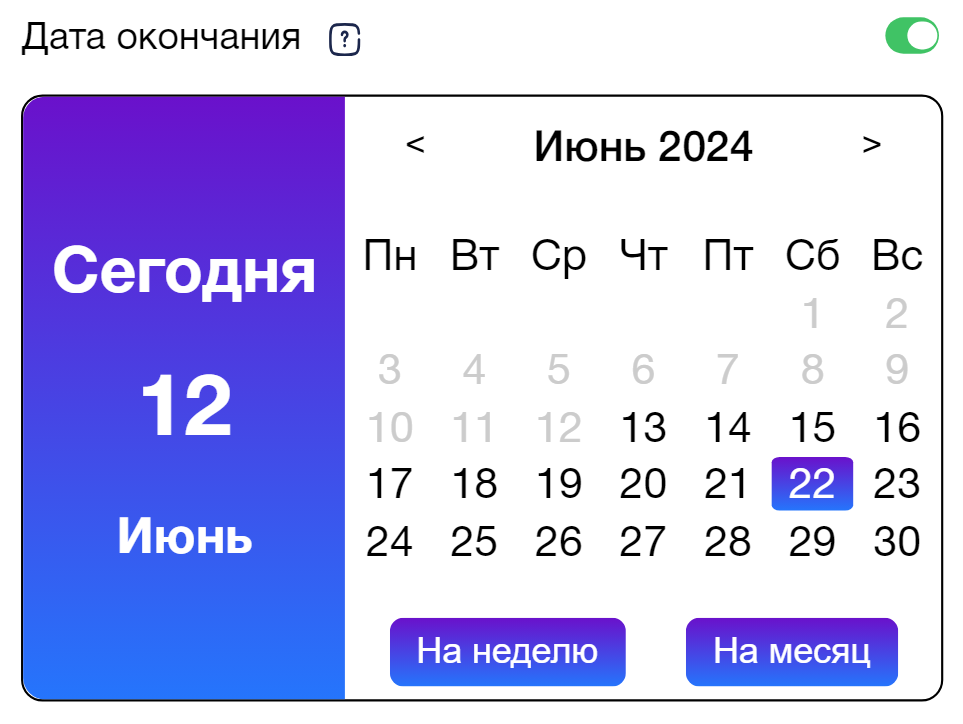 Дата окончания ?
Сегодня
12
Июнь
< Июнь 2024 >
Пн Вт Ср Чт Пт Сб Вс
1 2
3 4 5 6 7 8 9
10 11 12 13 14 15 16
17 18 19 20 21 22 23
24 25 26 27 28 29 30
На неделю На месяц